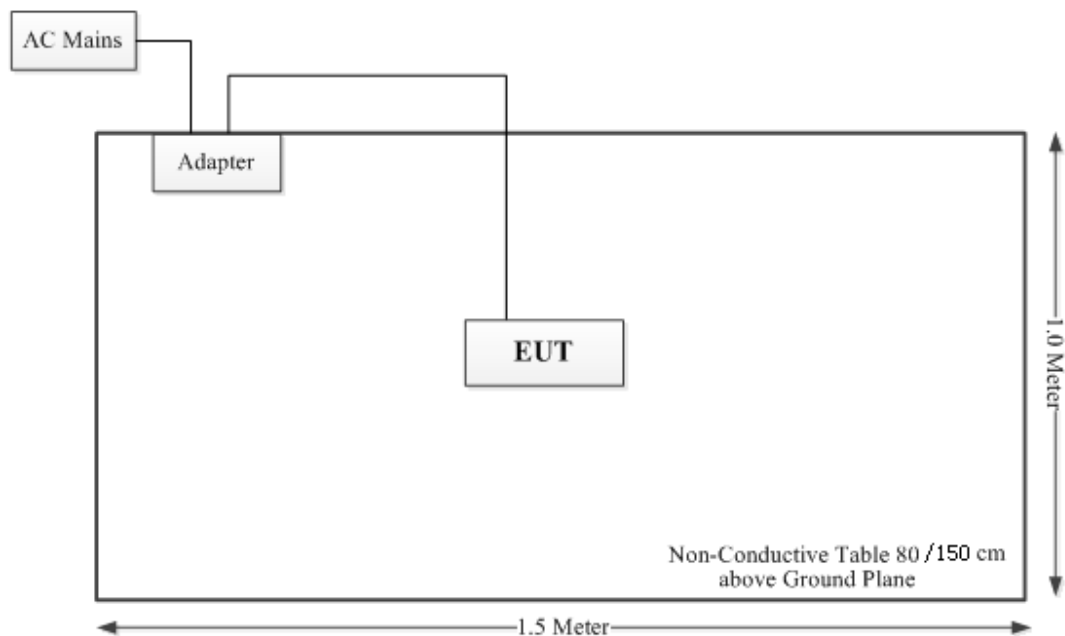 AC Mains
Adapter
EUT
1.0 Meter
Non-Conductive Table 80 /150 cm
above Ground Plane
1.5 Meter